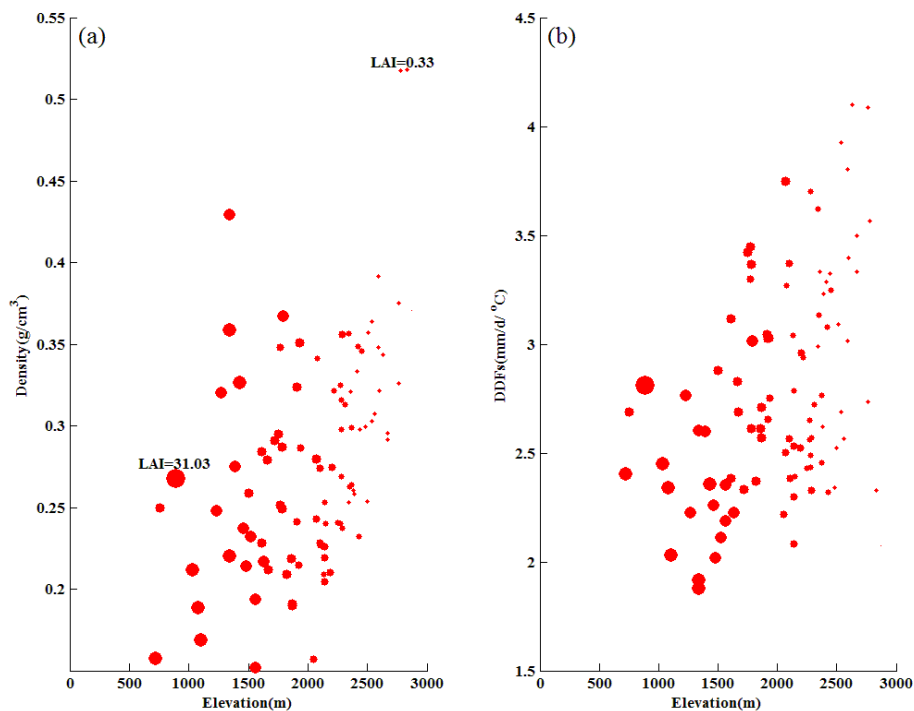 (a)
LAI=0.33
LAI=31.03
0.55
0.5
0.45
0.4
0.35
0.3
0.25
0.2
Density(g/cm3)
0 500 1000 1500 2000 2500 3000
Elevation(m)
(b)
4.5
4
3.5
3
2.5
2
1.5
DDFs(mm/d/ °C)
0 500 1000 1500 2000 2500 3000
Elevation(m)